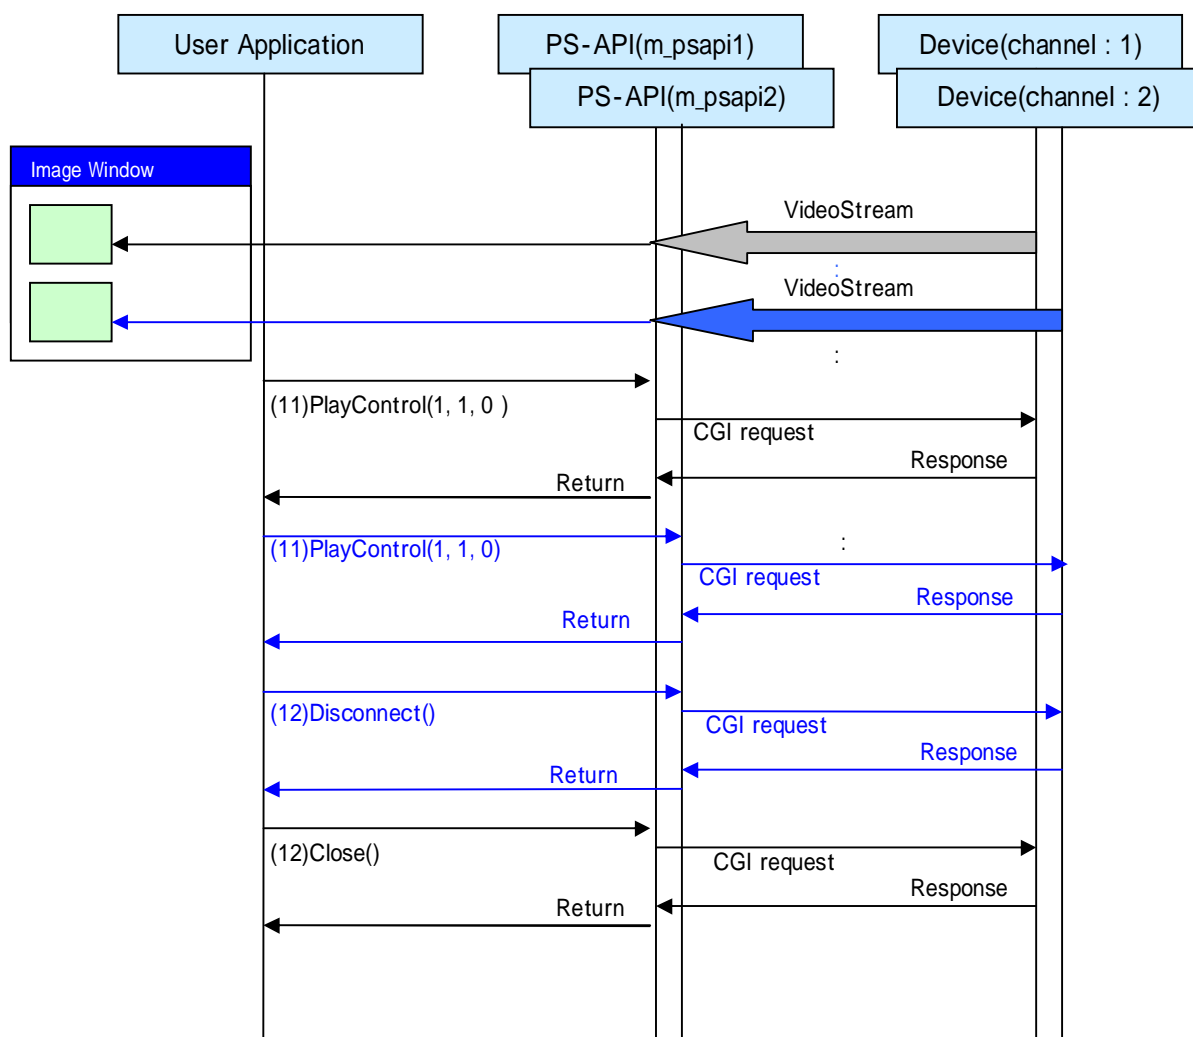 User Application
PS-API(m_psapi1)
Device(channel : 1)
PS-API(m_psapi2)
Device(channel : 2)
Image Window
VideoStream
:
VideoStream
:
(11)PlayControl(1, 1, 0 )
CGI request
Response
Return
(11)PlayControl(1, 1, 0)
:
CGI request
Response
Return
(12)Disconnect()
CGI request
Response
Return
(12)Close()
CGI request
Response
Return